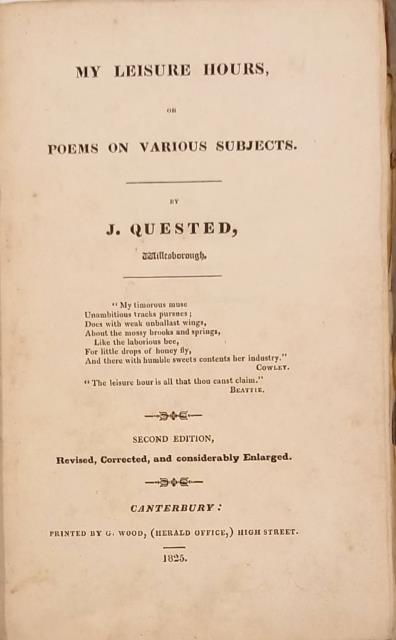 MY LEISURE HOURS,
OR
POEMS ON VARIOUS SUBJECTS.
BY
J. QUESTED,
Willesborough.
" My timorous muse
Unambitious tracks pursues ;
Does with weak unballast wings,
About the mossy brooks and springs,
Like the laborious bee,
For little drops of honey fly,
And there with humble sweets contents her industry."
COWLEY.
" The leisure hour is all that thou canst claim."
BEATTIE.
SECOND EDITION,
Revised, Corrected, and considerably Enlarged.
CANTERBURY :
PRINTED BY G. WOOD, (HERALD OFFICE,) HIGH STREET.
1825.